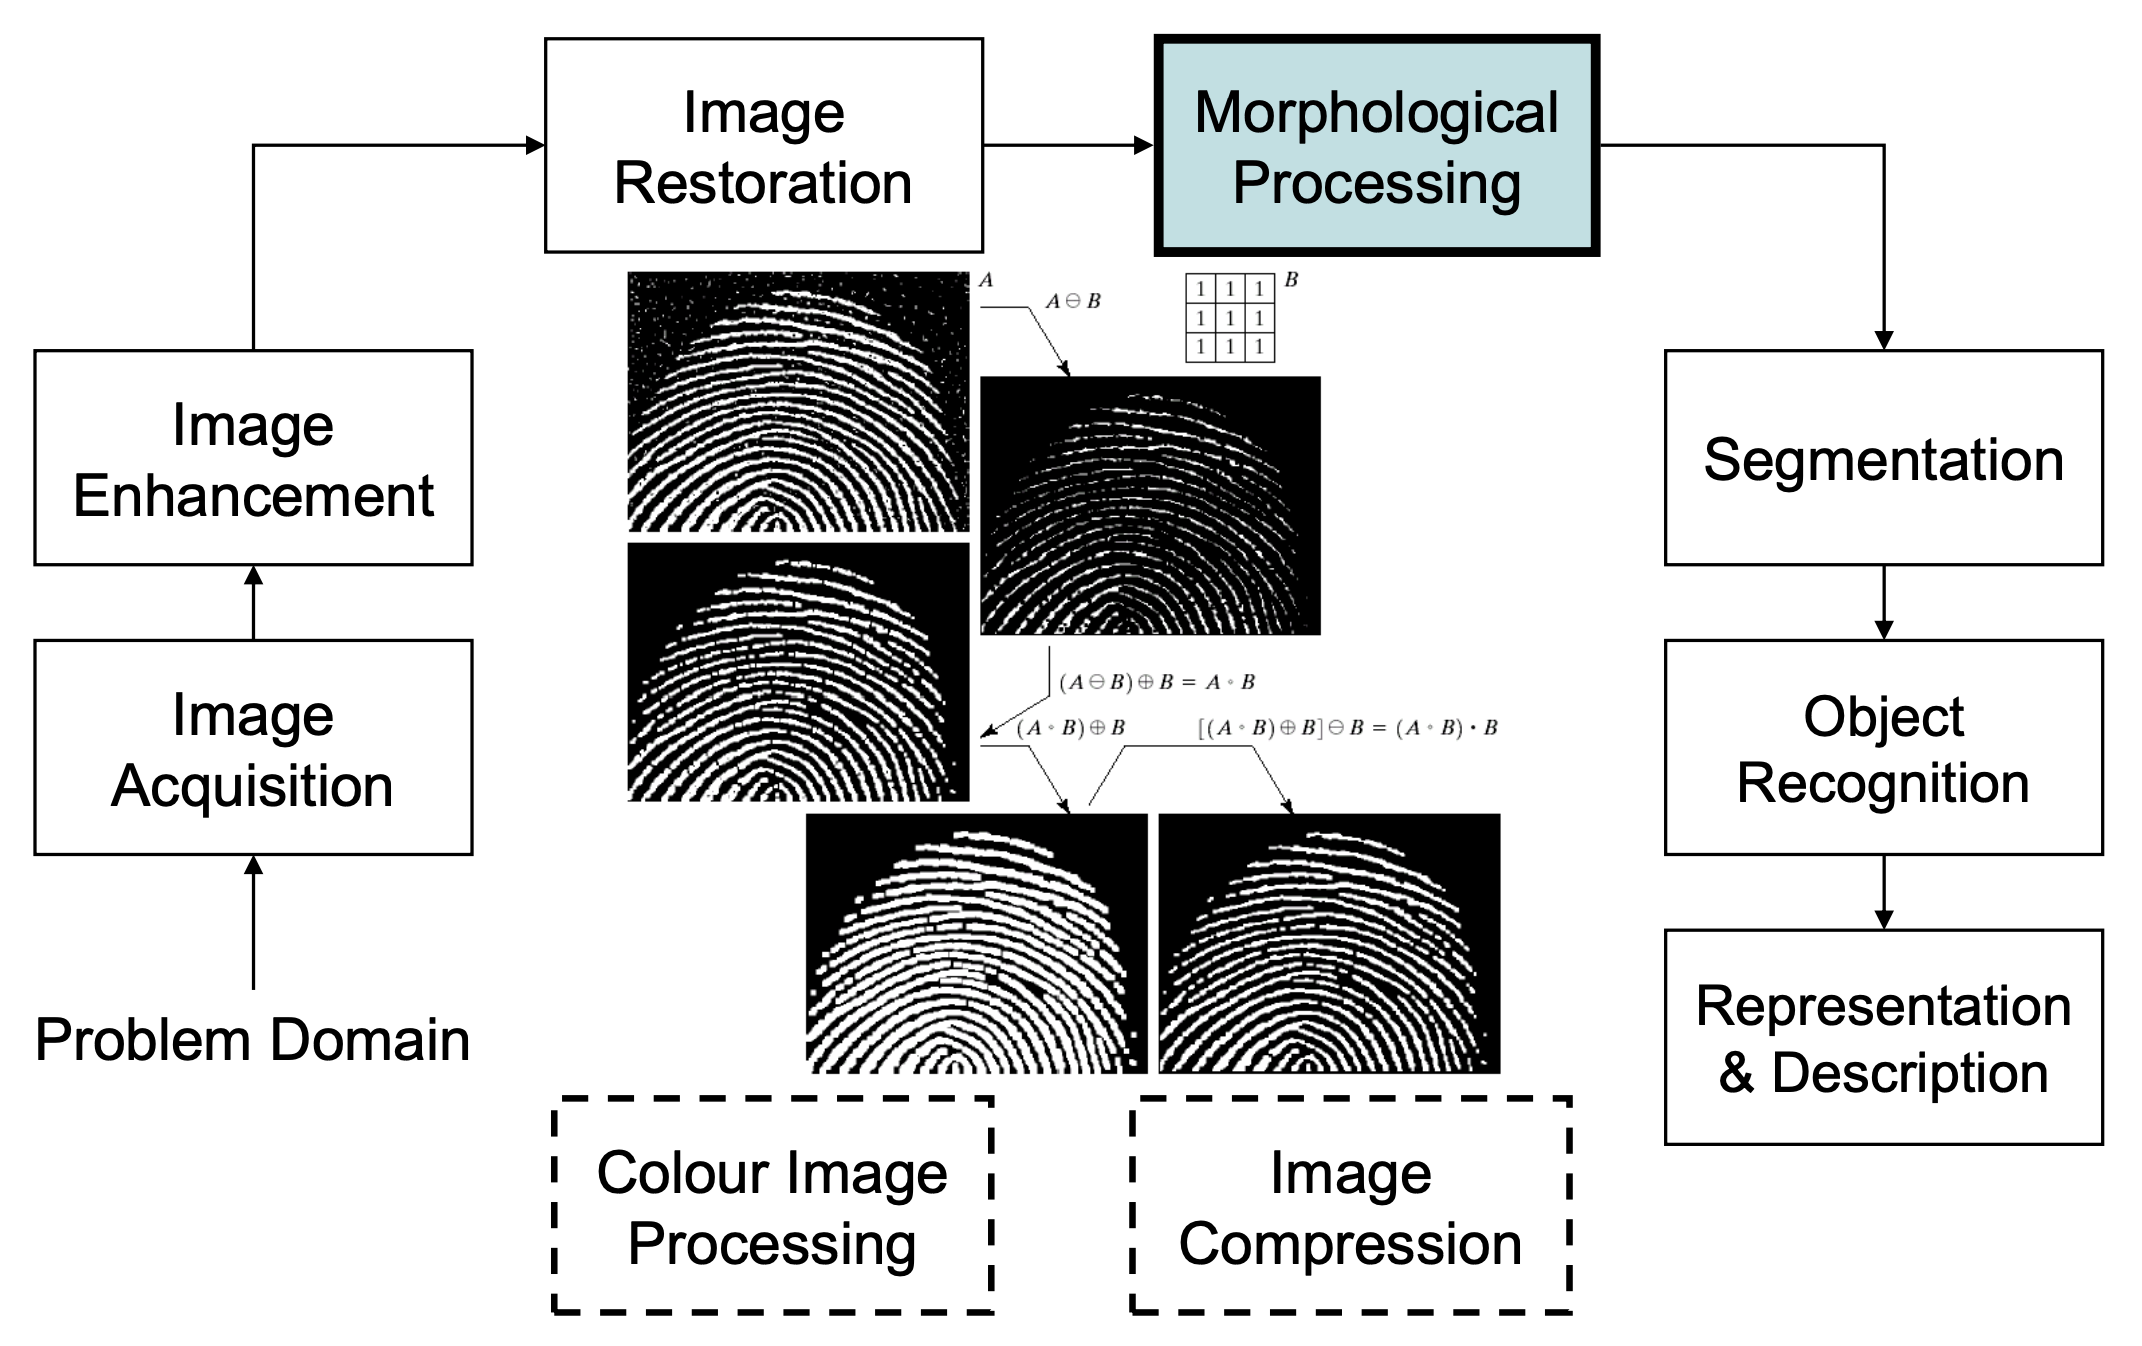 Image
Restoration
Morphological
Processing
A
A ⊖ B
1 1 1
1 1 1
1 1 1
B
Image
Enhancement
Segmentation
Image
Acquisition
(A ⊖ B) ⊕ B = A ∘ B
(A ∘ B) ⊕ B
[(A ∘ B) ⊕ B] ⊖ B = (A ∘ B) • B
Object
Recognition
Problem Domain
Representation
& Description
Colour Image
Processing
Image
Compression